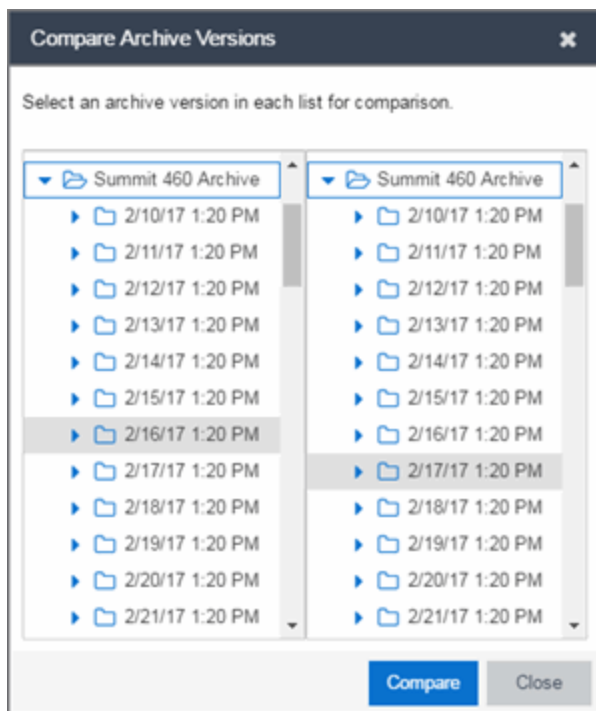 Compare Archive Versions
Select an archive version in each list for comparison.
Summit 460 Archive
2/10/17 1:20 PM
2/11/17 1:20 PM
2/12/17 1:20 PM
2/13/17 1:20 PM
2/14/17 1:20 PM
2/15/17 1:20 PM
2/16/17 1:20 PM
2/17/17 1:20 PM
2/18/17 1:20 PM
2/19/17 1:20 PM
2/20/17 1:20 PM
2/21/17 1:20 PM
Summit 460 Archive
2/10/17 1:20 PM
2/11/17 1:20 PM
2/12/17 1:20 PM
2/13/17 1:20 PM
2/14/17 1:20 PM
2/15/17 1:20 PM
2/16/17 1:20 PM
2/17/17 1:20 PM
2/18/17 1:20 PM
2/19/17 1:20 PM
2/20/17 1:20 PM
2/21/17 1:20 PM
Compare
Close